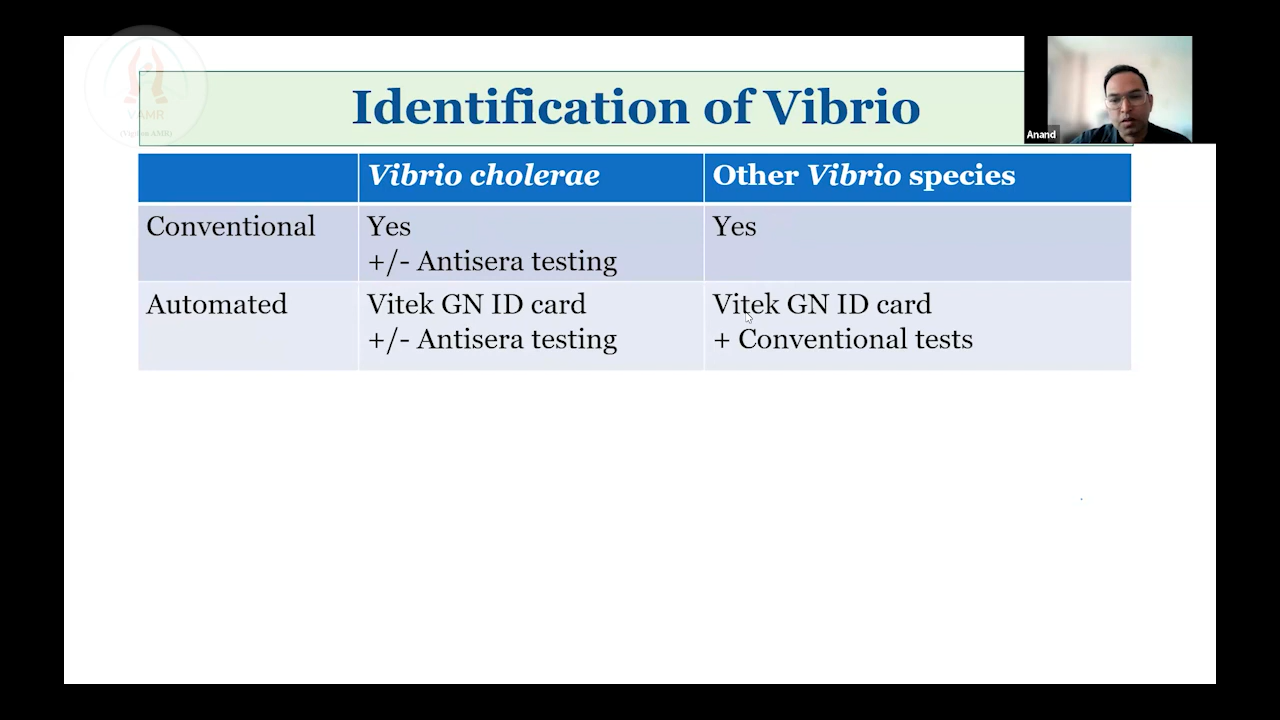 VAMR
Identification of Vibrio
Anand
Vibrio cholerae
Other Vibrio species
Conventional
Yes
+/- Antisera testing
Yes
Automated
Vitek GN ID card
+/- Antisera testing
Vitek GN ID card
+ Conventional tests